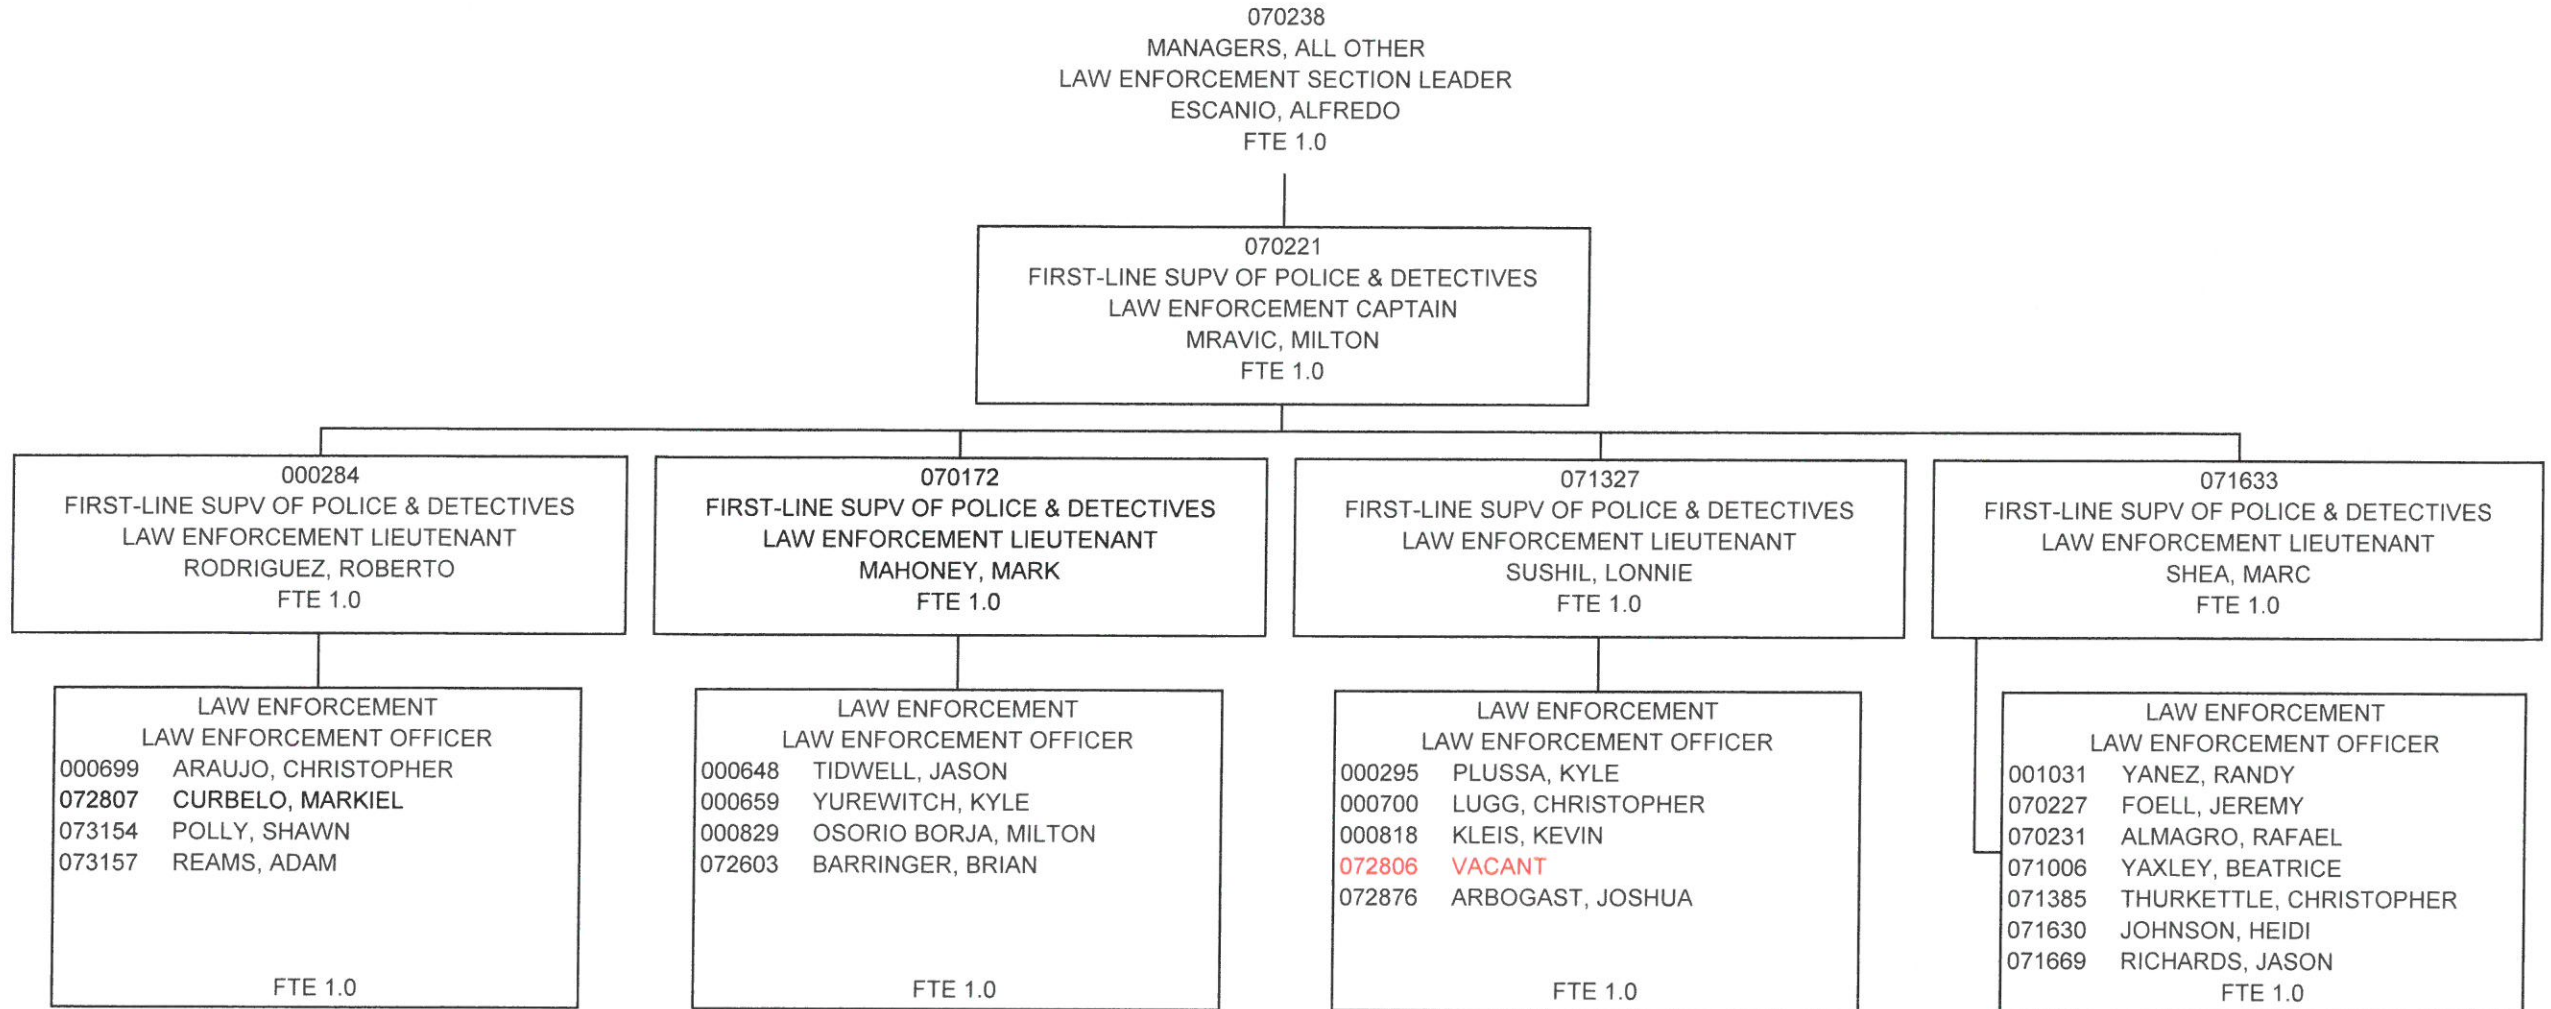 070238
MANAGERS, ALL OTHER
LAW ENFORCEMENT SECTION LEADER
ESCANIO, ALFREDO
FTE 1.0
070221
FIRST-LINE SUPV OF POLICE & DETECTIVES
LAW ENFORCEMENT CAPTAIN
MRAVIC, MILTON
FTE 1.0
000284
FIRST-LINE SUPV OF POLICE & DETECTIVES
LAW ENFORCEMENT LIEUTENANT
RODRIGUEZ, ROBERTO
FTE 1.0
070172
FIRST-LINE SUPV OF POLICE & DETECTIVES
LAW ENFORCEMENT LIEUTENANT
MAHONEY, MARK
FTE 1.0
071327
FIRST-LINE SUPV OF POLICE & DETECTIVES
LAW ENFORCEMENT LIEUTENANT
SUSHIL, LONNIE
FTE 1.0
071633
FIRST-LINE SUPV OF POLICE & DETECTIVES
LAW ENFORCEMENT LIEUTENANT
SHEA, MARC
FTE 1.0
LAW ENFORCEMENT
LAW ENFORCEMENT OFFICER
000699 ARAUJO, CHRISTOPHER
072807 CURBELO, MARKIEL
073154 POLLY, SHAWN
073157 REAMS, ADAM
FTE 1.0
LAW ENFORCEMENT
LAW ENFORCEMENT OFFICER
000648 TIDWELL, JASON
000659 YUREWITCH, KYLE
000829 OSORIO BORJA, MILTON
072603 BARRINGER, BRIAN
FTE 1.0
LAW ENFORCEMENT
LAW ENFORCEMENT OFFICER
000295 PLUSSA, KYLE
000700 LUGG, CHRISTOPHER
000818 KLEIS, KEVIN
072806 VACANT
072876 ARBOGAST, JOSHUA
FTE 1.0
LAW ENFORCEMENT
LAW ENFORCEMENT OFFICER
001031 YANEZ, RANDY
070227 FOELL, JEREMY
070231 ALMAGRO, RAFAEL
071006 YAXLEY, BEATRICE
071385 THURKETTLE, CHRISTOPHER
071630 JOHNSON, HEIDI
071669 RICHARDS, JASON
FTE 1.0